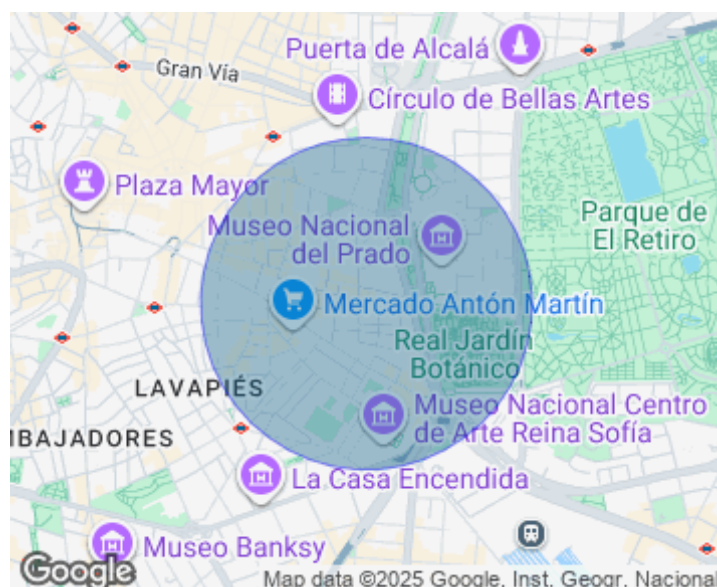 Puerta de Alcalá
Gran Vía
Círculo de Bellas Artes
Plaza Mayor
Museo Nacional
del Prado
Parque de
El Retiro
Mercado Antón Martín
Real Jardín
Botánico
LAVAPIÉS
MBAJADORES
Museo Nacional Centro
de Arte Reina Sofía
La Casa Encendida
Museo Banksy
Google
Map data ©2025 Google, Inst. Geogr. Nacional